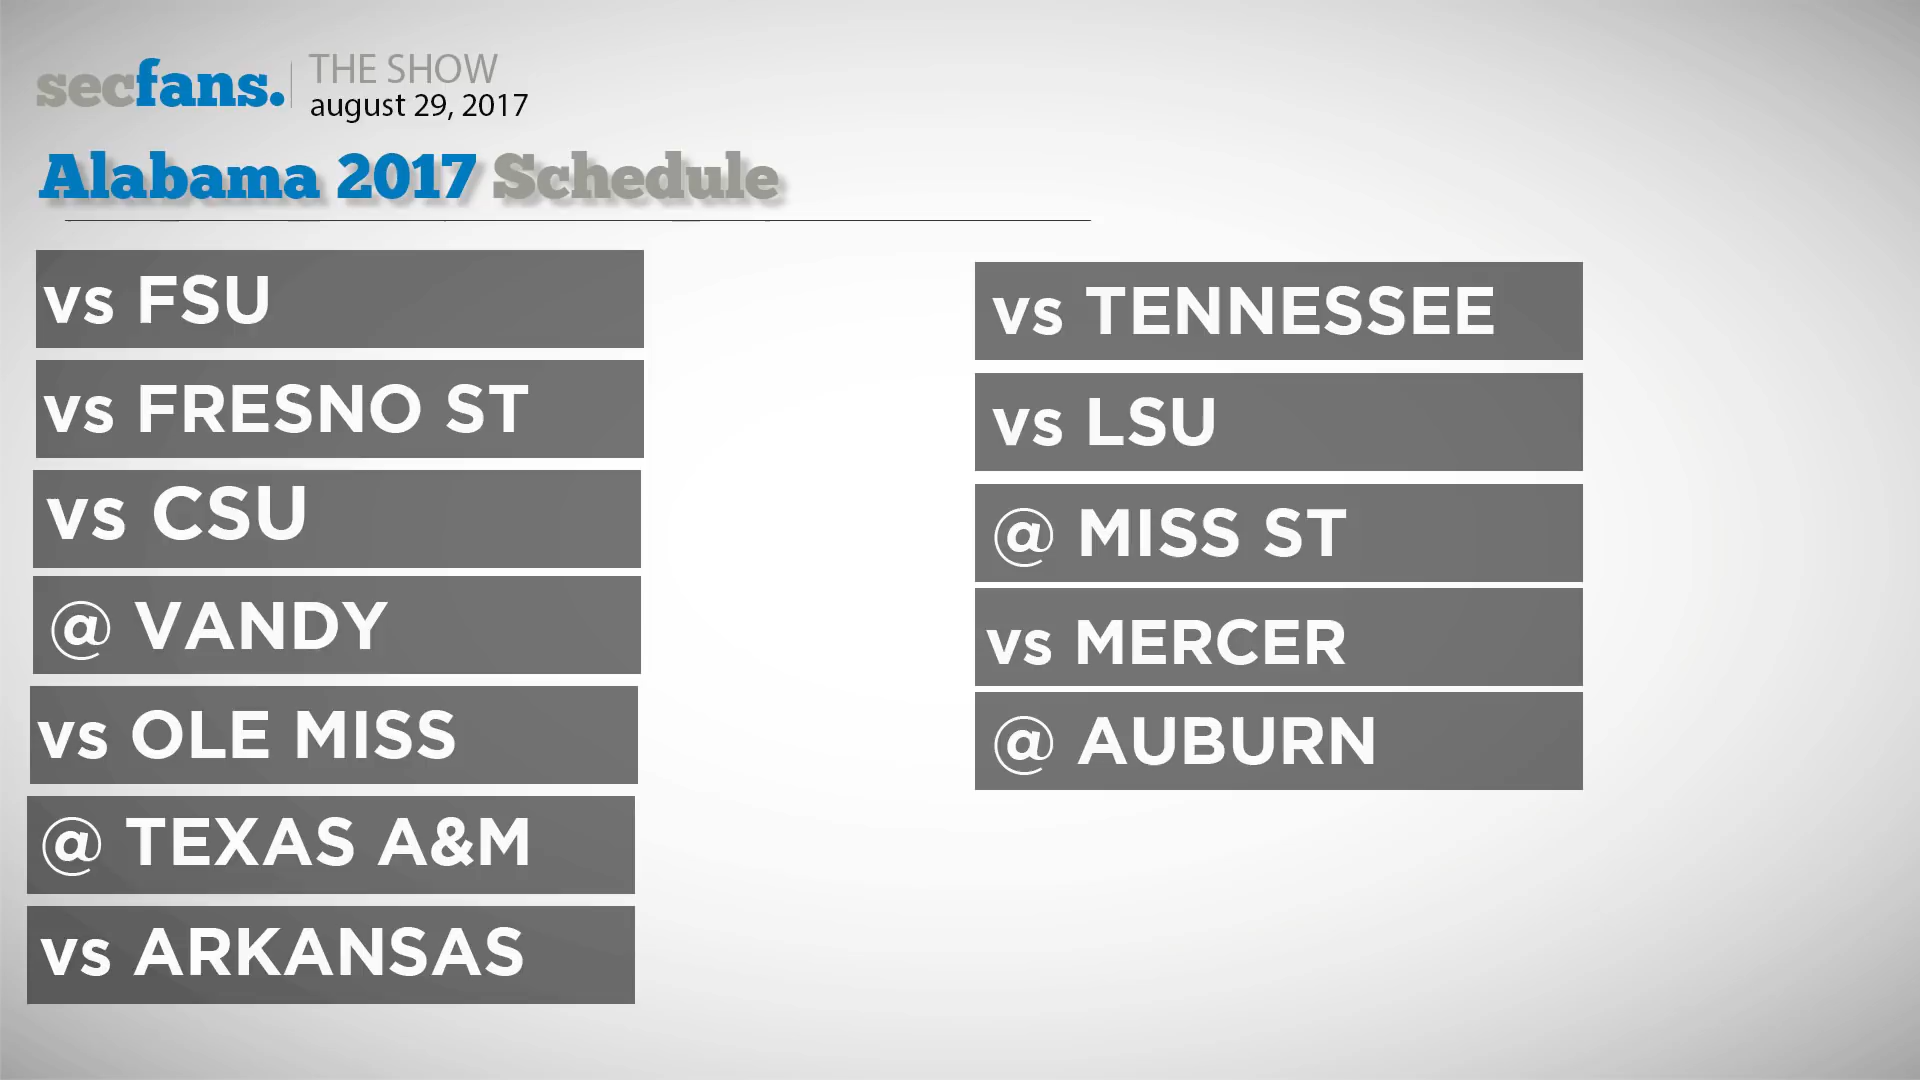 secfans. THE SHOW
august 29, 2017
Alabama 2017 Schedule
vs FSU
vs FRESNO ST
vs CSU
@ VANDY
vs OLE MISS
@ TEXAS A&M
vs ARKANSAS
vs TENNESSEE
vs LSU
@ MISS ST
vs MERCER
@ AUBURN